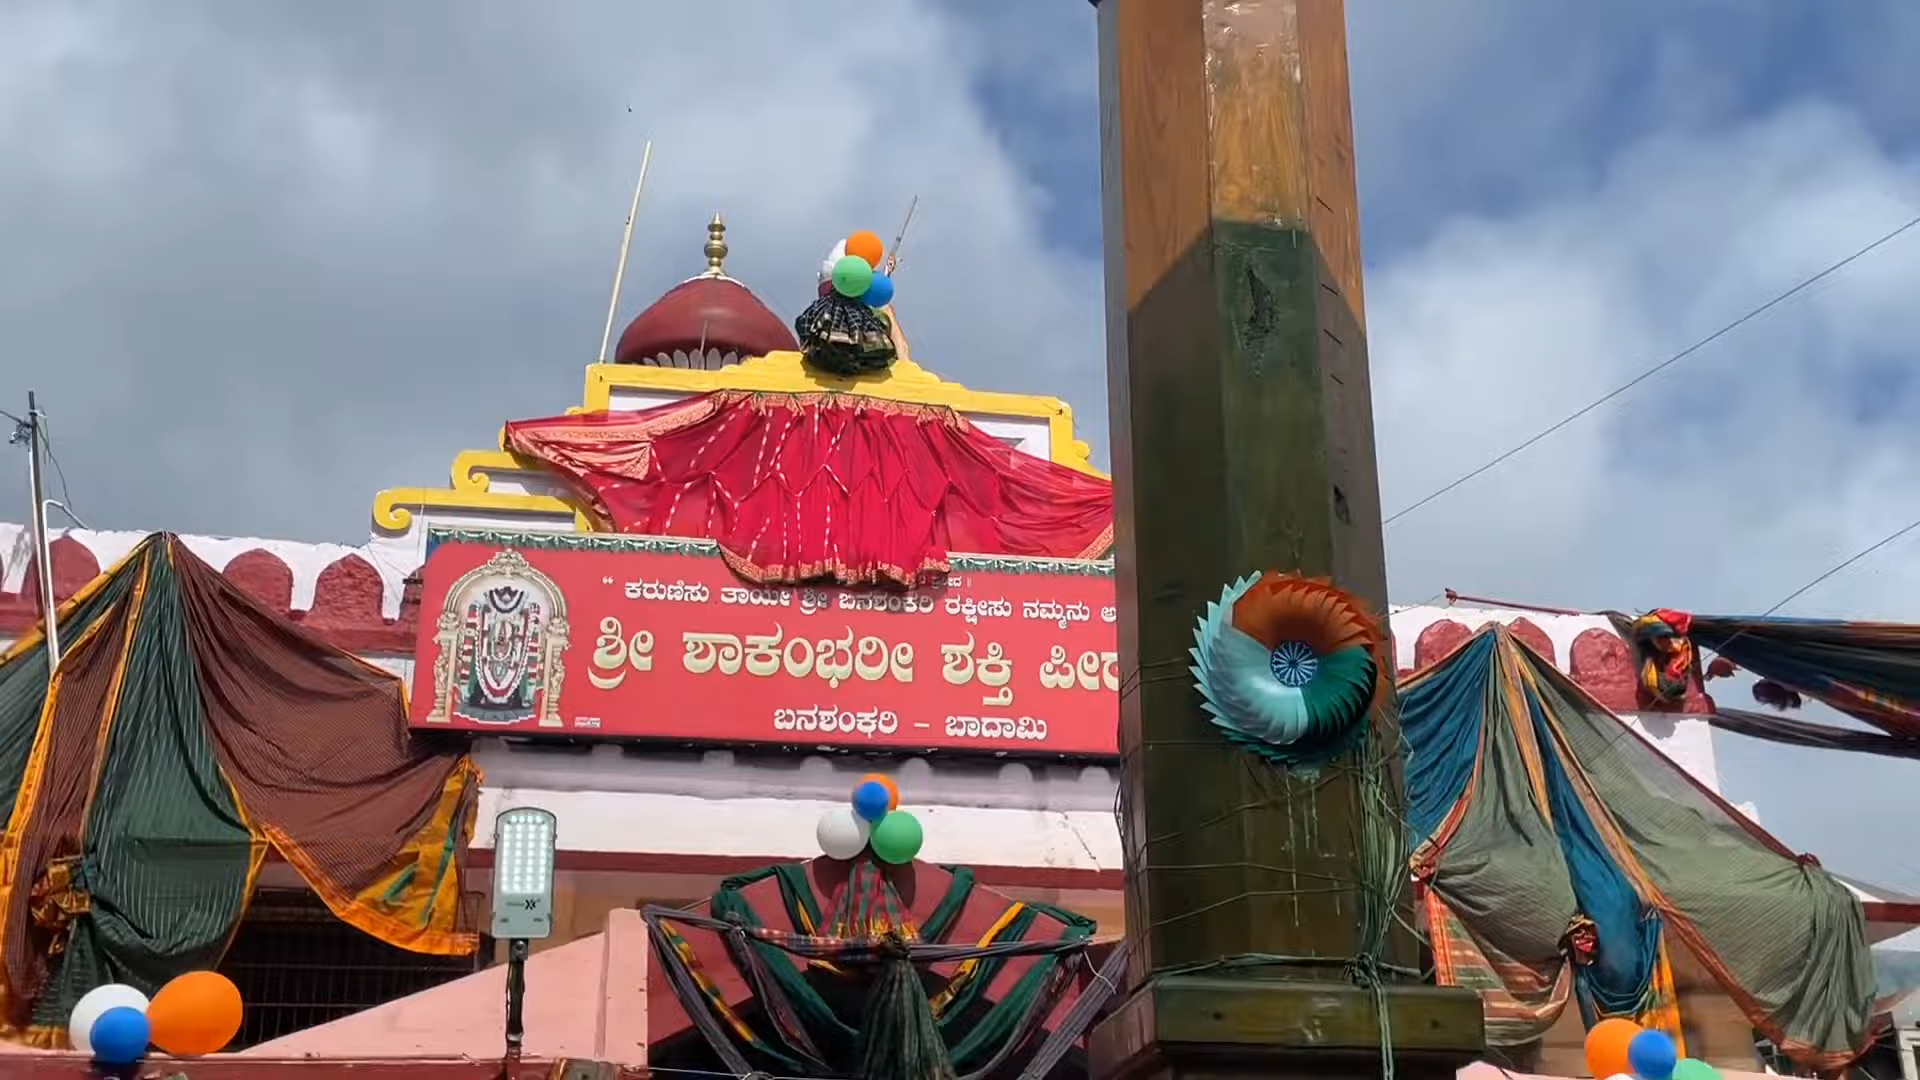 “ ಕರುಣಿಸು ತಾಯೀ ಶ್ರೀ ಬನಶಂಕರಿ ರಕ್ಷೀಸು ನಮ್ಮನು
ಶ್ರೀ ಶಾಕಂಭರೀ ಶಕ್ತಿ
ಬನಶಂಕರಿ – ಬಾದಾಮಿ